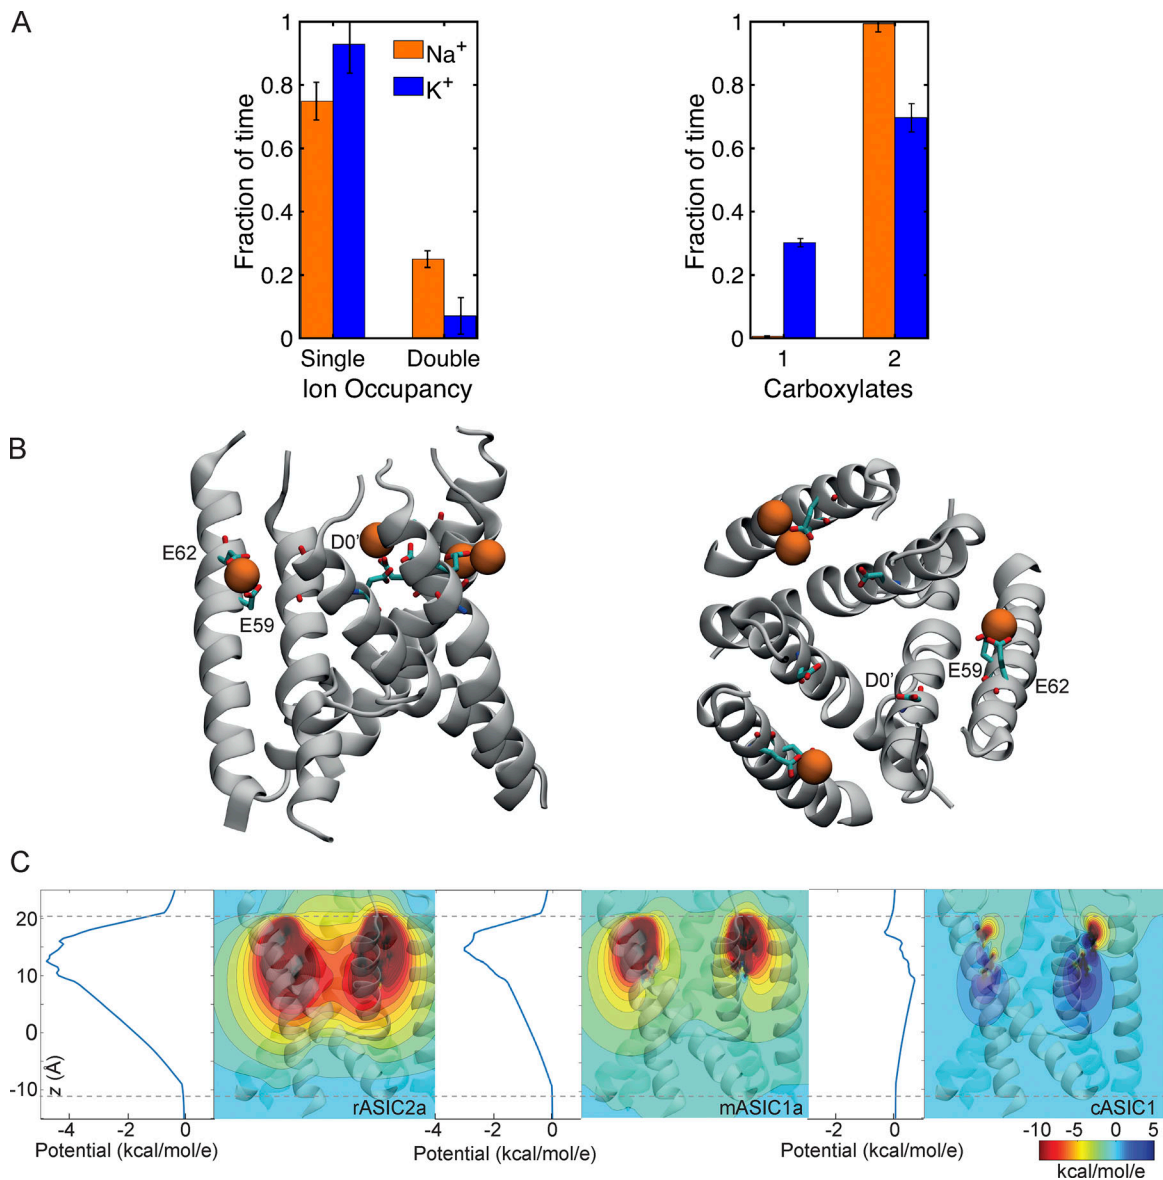 A
Fraction of time
1
0.8
0.6
0.4
0.2
0
Na+
K+
Single
Double
Ion Occupancy
Fraction of time
1
0.8
0.6
0.4
0.2
0
1
2
Carboxylates
B
E62
E59
D0'
D0'
E59
E62
C
20
10
0
-10
z (Å)
-4
-2
0
Potential (kcal/mol/e)
rASIC2a
-4
-2
0
Potential (kcal/mol/e)
mASIC1a
-2
0
Potential (kcal/mol/e)
cASIC1
-10
-5
0
5
kcal/mol/e